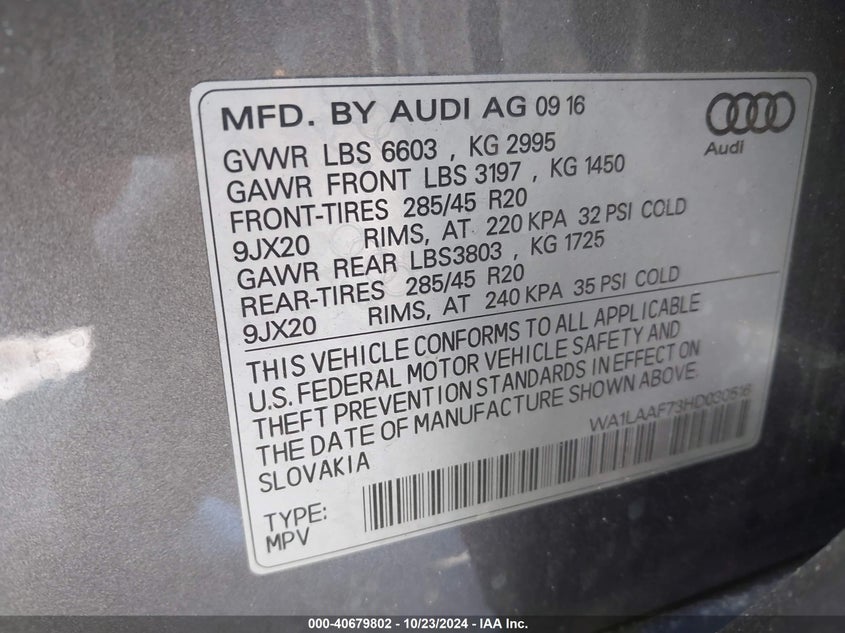 MFD. BY AUDI AG 09 16
Audi
GVWR LBS 6603 , KG 2995
GAWR FRONT LBS 3197 , KG 1450
FRONT-TIRES 285/45 R20
9JX20 RIMS, AT 220 KPA 32 PSI COLD
GAWR REAR LBS3803 , KG 1725
REAR-TIRES 285/45 R20
9JX20 RIMS, AT 240 KPA 35 PSI COLD
THIS VEHICLE CONFORMS TO ALL APPLICABLE
U.S. FEDERAL MOTOR VEHICLE SAFETY AND
THEFT PREVENTION STANDARDS IN EFFECT ON
THE DATE OF MANUFACTURE SHOWN ABOVE.
SLOVAKIA
WA1LAAF73HD030516
TYPE:
MPV
000-40679802 - 10/23/2024 - IAA Inc.